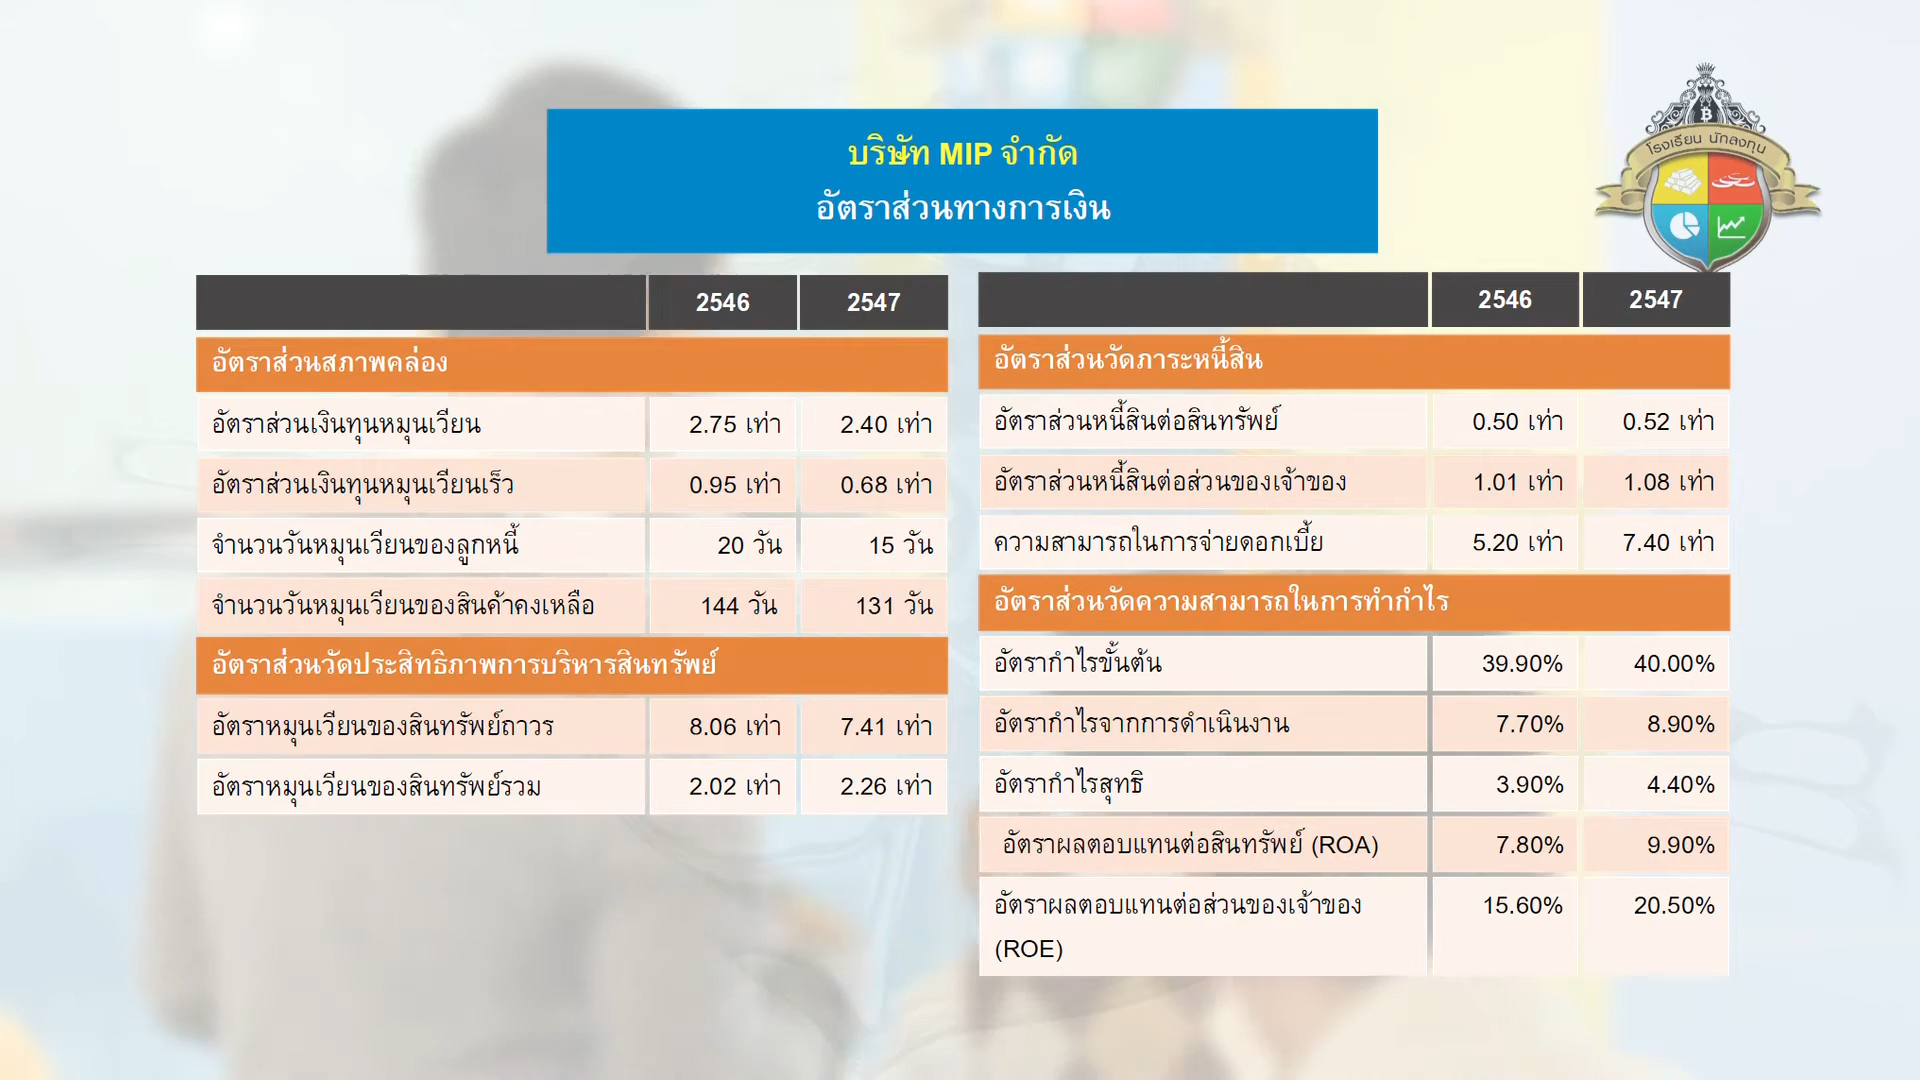 บริษัท MIP จำกัด
อัตราส่วนทางการเงิน
โรงเรียน นักลงทุน
2546 2547
อัตราส่วนสภาพคล่อง
อัตราส่วนเงินทุนหมุนเวียน 2.75 เท่า 2.40 เท่า
อัตราส่วนเงินทุนหมุนเวียนเร็ว 0.95 เท่า 0.68 เท่า
จำนวนวันหมุนเวียนของลูกหนี้ 20 วัน 15 วัน
จำนวนวันหมุนเวียนของสินค้าคงเหลือ 144 วัน 131 วัน
อัตราส่วนวัดประสิทธิภาพการบริหารสินทรัพย์
อัตราหมุนเวียนของสินทรัพย์ถาวร 8.06 เท่า 7.41 เท่า
อัตราหมุนเวียนของสินทรัพย์รวม 2.02 เท่า 2.26 เท่า
2546 2547
อัตราส่วนวัดภาระหนี้สิน
อัตราส่วนหนี้สินต่อสินทรัพย์ 0.50 เท่า 0.52 เท่า
อัตราส่วนหนี้สินต่อส่วนของเจ้าของ 1.01 เท่า 1.08 เท่า
ความสามารถในการจ่ายดอกเบี้ย 5.20 เท่า 7.40 เท่า
อัตราส่วนวัดความสามารถในการทำกำไร
อัตรากำไรขั้นต้น 39.90% 40.00%
อัตรากำไรจากการดำเนินงาน 7.70% 8.90%
อัตรากำไรสุทธิ 3.90% 4.40%
อัตราผลตอบแทนต่อสินทรัพย์ (ROA) 7.80% 9.90%
อัตราผลตอบแทนต่อส่วนของเจ้าของ 15.60% 20.50%
(ROE)